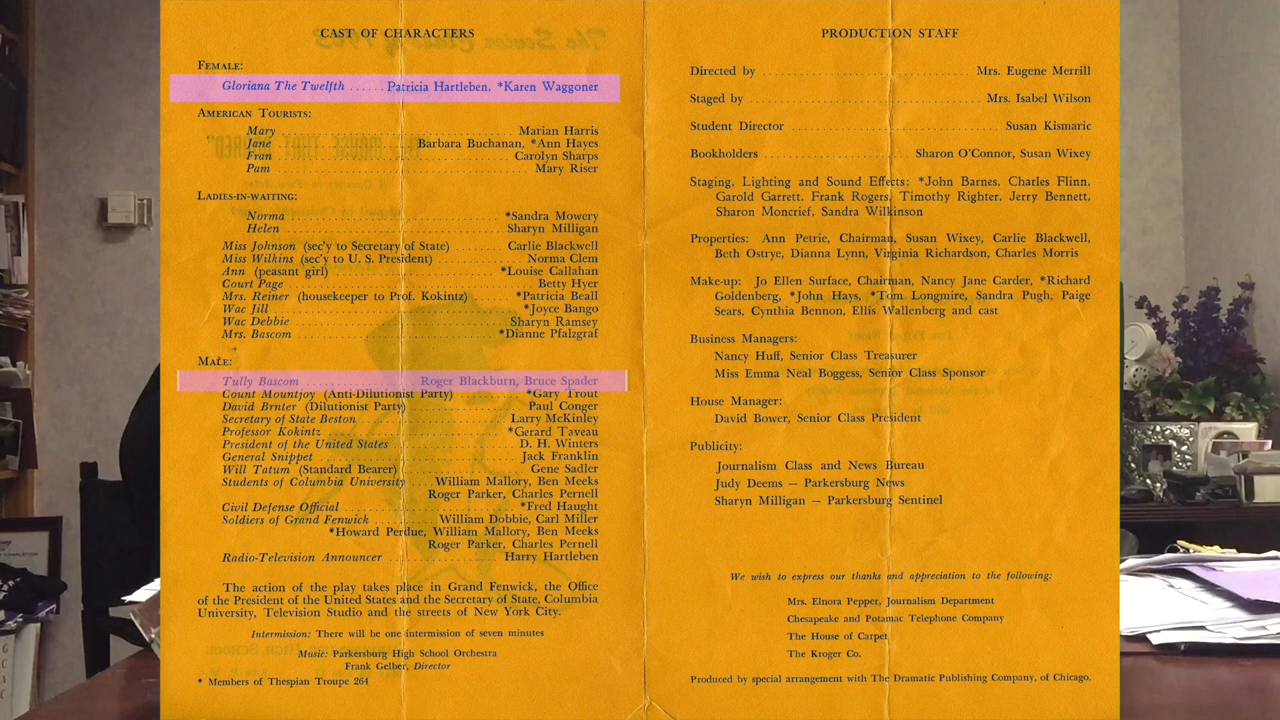 CAST OF CHARACTERS
FEMALE:
Gloriana The Twelfth ...... Patricia Hartleben, *Karen Waggoner
AMERICAN TOURISTS:
Mary ........ Marian Harris
Jane ........ Barbara Buchanan, *Ann Hayes
Fran ........ Carolyn Sharps
Pam ........ Mary Riser
LADIES-IN-WAITING:
Norma ........ *Sandra Mowery
Helen ........ Sharyn Milligan
Miss Johnson (sec'y to Secretary of State) ........ Carlie Blackwell
Miss Wilkins (sec'y to U. S. President) ........ Norma Clem
Ann (peasant girl) ........ *Louise Callahan
Court Page ........ Betty Hyer
Mrs. Reiner (housekeeper to Prof. Kokintz) ........ *Patricia Beall
Wac Jill ........ *Joyce Bango
Wac Debbie ........ Sharyn Ramsey
Mrs. Bascom ........ *Dianne Pfalzgraf
MALE:
Tully Bascom ........ Roger Blackburn, Bruce Spader
Count Mountjoy (Anti-Dilutionist Party) ........ *Gary Trout
David Brnter (Dilutionist Party) ........ Paul Conger
Secretary of State Beston ........ Larry McKinley
Professor Kokintz ........ *Gerard Taveau
President of the United States ........ D. H. Winters
General Snippet ........ Jack Franklin
Will Tatum (Standard Bearer) ........ Gene Sadler
Students of Columbia University ..... William Mallory, Ben Meeks
Roger Parker, Charles Pernell
Civil Defense Official ........ *Fred Haught
Soldiers of Grand Fenwick ........ William Dobbie, Carl Miller
*Howard Perdue, William Mallory, Ben Meeks
Roger Parker, Charles Pernell
Radio-Television Announcer ........ Harry Hartleben
The action of the play takes place in Grand Fenwick, the Office
of the President of the United States and the Secretary of State, Columbia
University, Television Studio and the streets of New York City.
Intermission: There will be one intermission of seven minutes
Music: Parkersburg High School Orchestra
Frank Gelber, Director
* Members of Thespian Troupe 264
PRODUCTION STAFF
Directed by ........ Mrs. Eugene Merrill
Staged by ........ Mrs. Isabel Wilson
Student Director ........ Susan Kismaric
Bookholders ........ Sharon O'Connor, Susan Wixey
Staging, Lighting and Sound Effects: *John Barnes, Charles Flinn,
Garold Garrett, Frank Rogers, Timothy Righter, Jerry Bennett,
Sharon Moncrief, Sandra Wilkinson
Properties: Ann Petrie, Chairman, Susan Wixey, Carlie Blackwell,
Beth Ostrye, Dianna Lynn, Virginia Richardson, Charles Morris
Make-up: Jo Ellen Surface, Chairman, Nancy Jane Carder, *Richard
Goldenberg, *John Hays, *Tom Longmire, Sandra Pugh, Paige
Sears, Cynthia Bennon, Ellis Wallenberg and cast
Business Managers:
Nancy Huff, Senior Class Treasurer
Miss Emma Neal Boggess, Senior Class Sponsor
House Manager:
David Bower, Senior Class President
Publicity:
Journalism Class and News Bureau
Judy Deems — Parkersburg News
Sharyn Milligan — Parkersburg Sentinel
We wish to express our thanks and appreciation to the following:
Mrs. Elnora Pepper, Journalism Department
Chesapeake and Potamac Telephone Company
The House of Carpet
The Kroger Co.
Produced by special arrangement with The Dramatic Publishing Company, of Chicago.